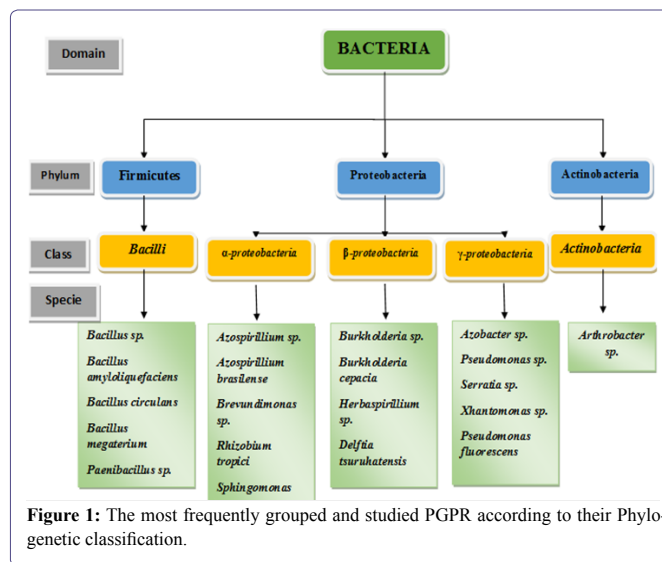 Domain
BACTERIA
Phylum
Firmicutes
Proteobacteria
Actinobacteria
Class
Bacilli
α-proteobacteria
β-proteobacteria
γ-proteobacteria
Actinobacteria
Specie
Bacillus sp.
Bacillus
amyloliquefaciens
Bacillus circulans
Bacillus
megaterium
Paenibacillus sp.
Azospirillium sp.
Azospirillium
brasilense
Brevundimonas
sp.
Rhizobium
tropici
Sphingomonas
Burkholderia sp.
Burkholderia
cepacia
Herbaspirillium
sp.
Delftia
tsuruhatensis
Azobacter sp.
Pseudomonas sp.
Serratia sp.
Xhantomonas sp.
Pseudomonas
fluorescens
Arthrobacter
sp.
Figure 1: The most frequently grouped and studied PGPR according to their Phylo-
genetic classification.